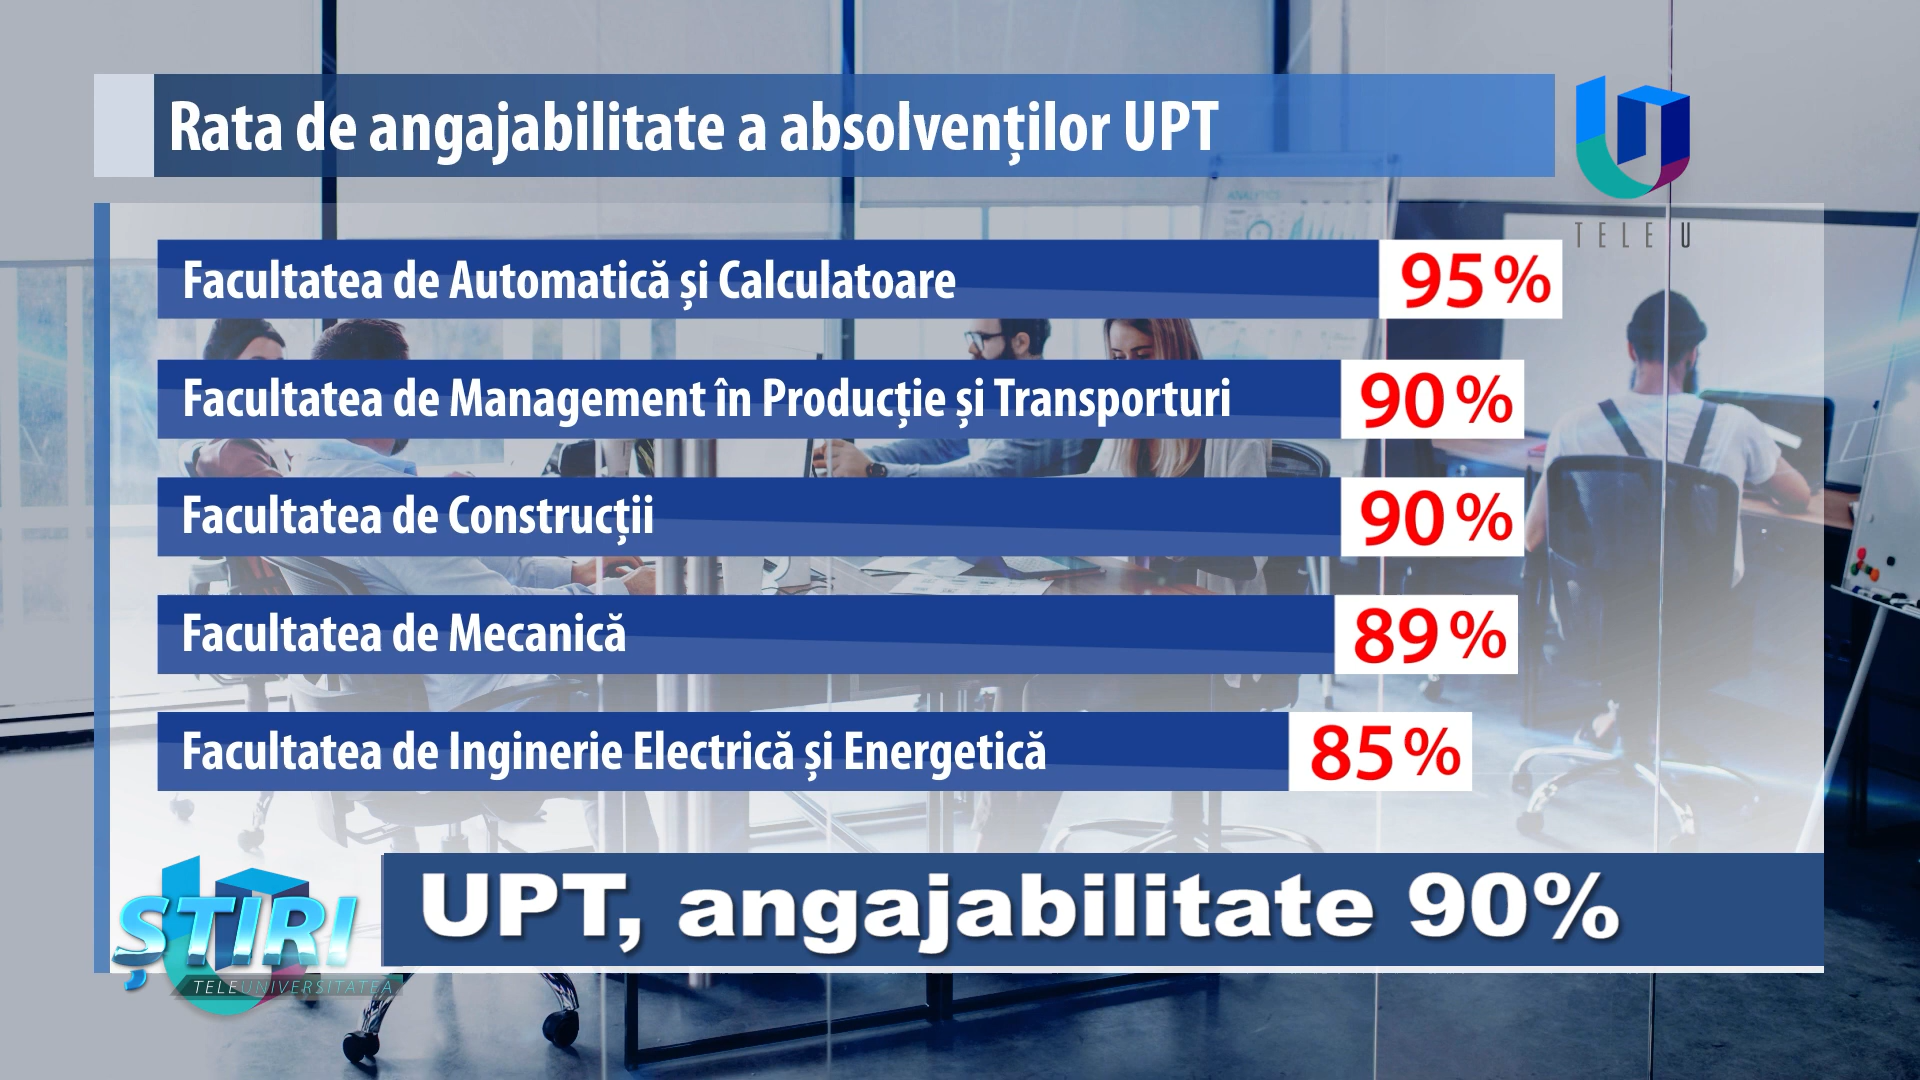 Rata de angajabilitate a absolvenților UPT
TELE U
ANALYTICS
Facultatea de Automatică și Calculatoare 95%
Facultatea de Management în Producție și Transporturi 90%
Facultatea de Construcții 90%
Facultatea de Mecanică 89%
Facultatea de Inginerie Electrică și Energetică 85%
ȘTIRI
TELEUNIVERSITATEA
UPT, angajabilitate 90%